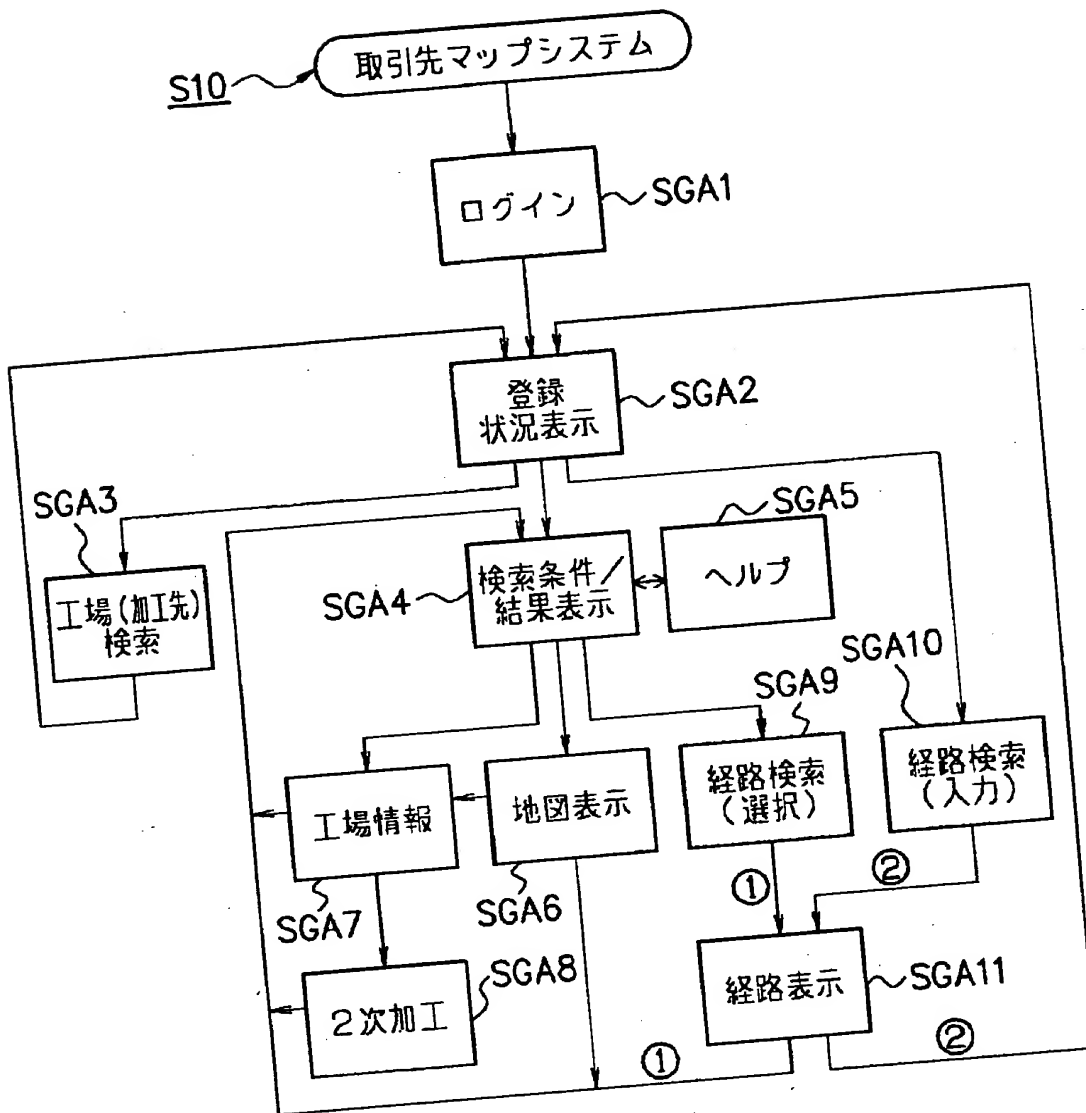 取引先マップシステム
S10
ログイン
SGA1
登録
状況表示
SGA2
SGA3
工場(加工先)
検索
SGA4
検索条件/
結果表示
SGA5
ヘルプ
SGA9
SGA10
工場情報
SGA7
地図表示
SGA6
経路検索
(選択)
経路検索
(入力)
①
②
2次加工
SGA8
経路表示
SGA11
①
②